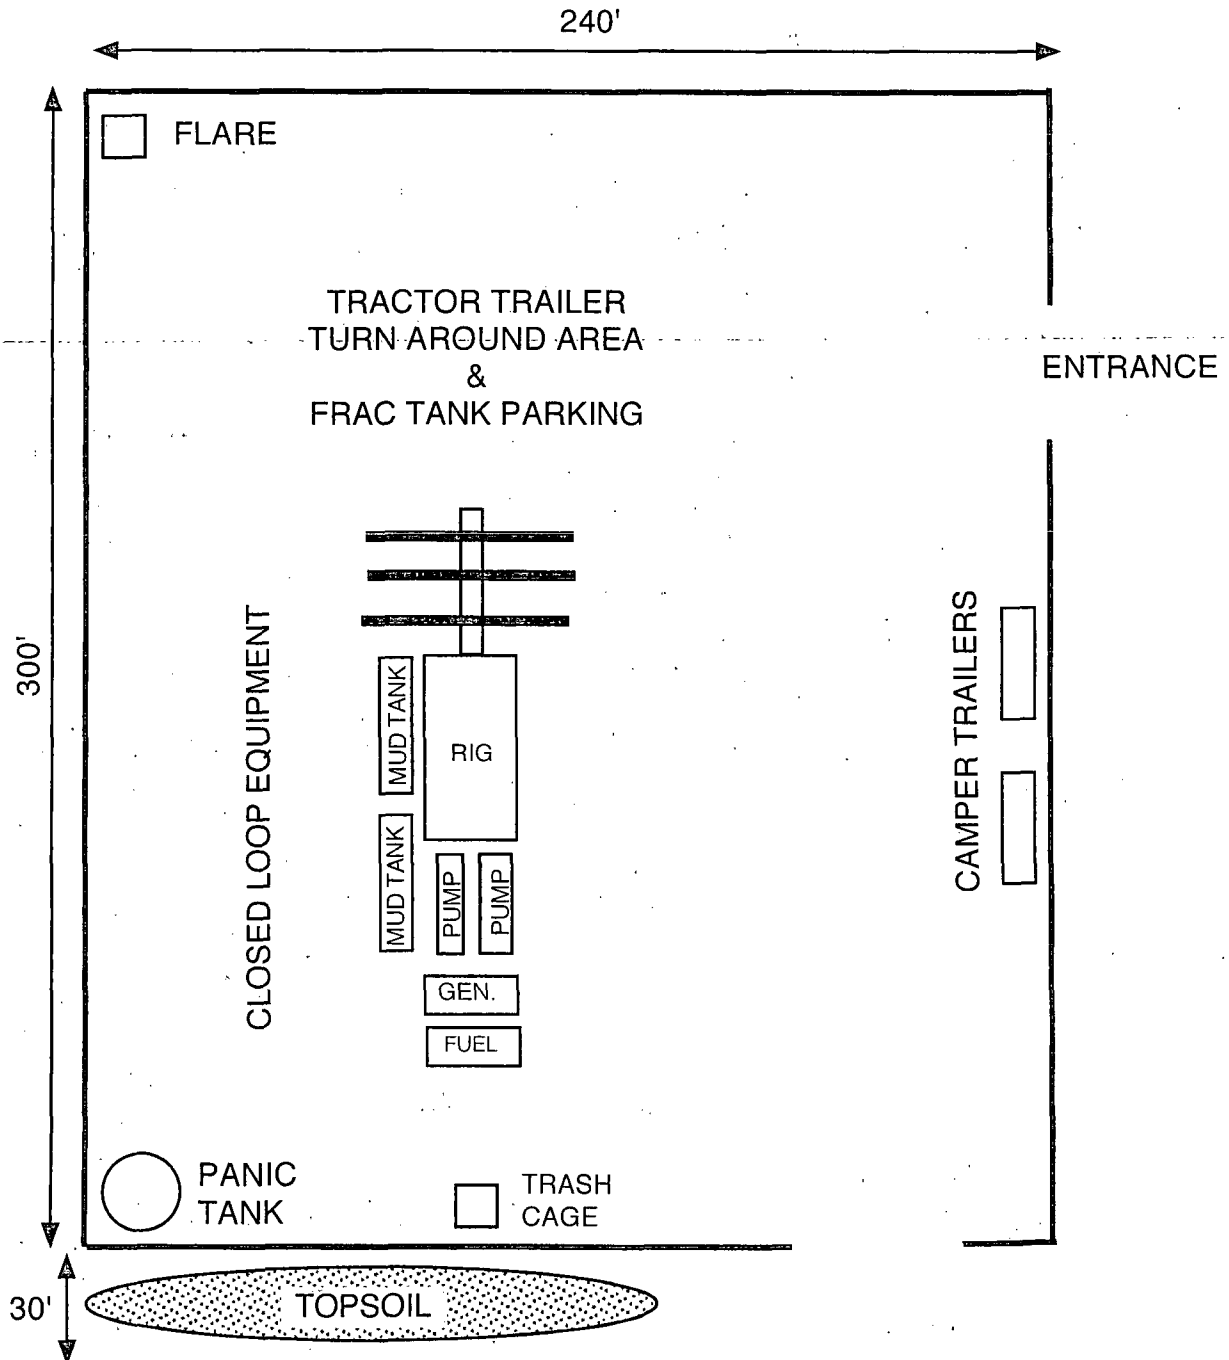 240'
FLARE
TRACTOR TRAILER
TURN AROUND AREA
&
FRAC TANK PARKING
ENTRANCE
300'
CLOSED LOOP EQUIPMENT
MUD TANK
RIG
CAMPER TRAILERS
MUD TANK
PUMP
PUMP
GEN.
FUEL
PANIC
TANK
TRASH
CAGE
30'
TOPSOIL